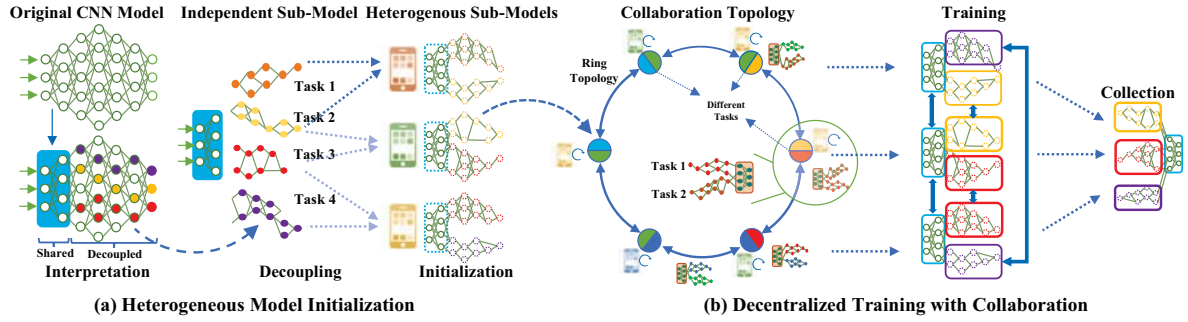 Original CNN Model
Independent Sub-Model
Heterogenous Sub-Models
Collaboration Topology
Training
Ring
Topology
Task 1
Task 2
Task 3
Task 4
Different
Tasks
Task 1
Task 2
Collection
Shared
Decoupled
Interpretation
Decoupling
Initialization
(a) Heterogeneous Model Initialization
(b) Decentralized Training with Collaboration